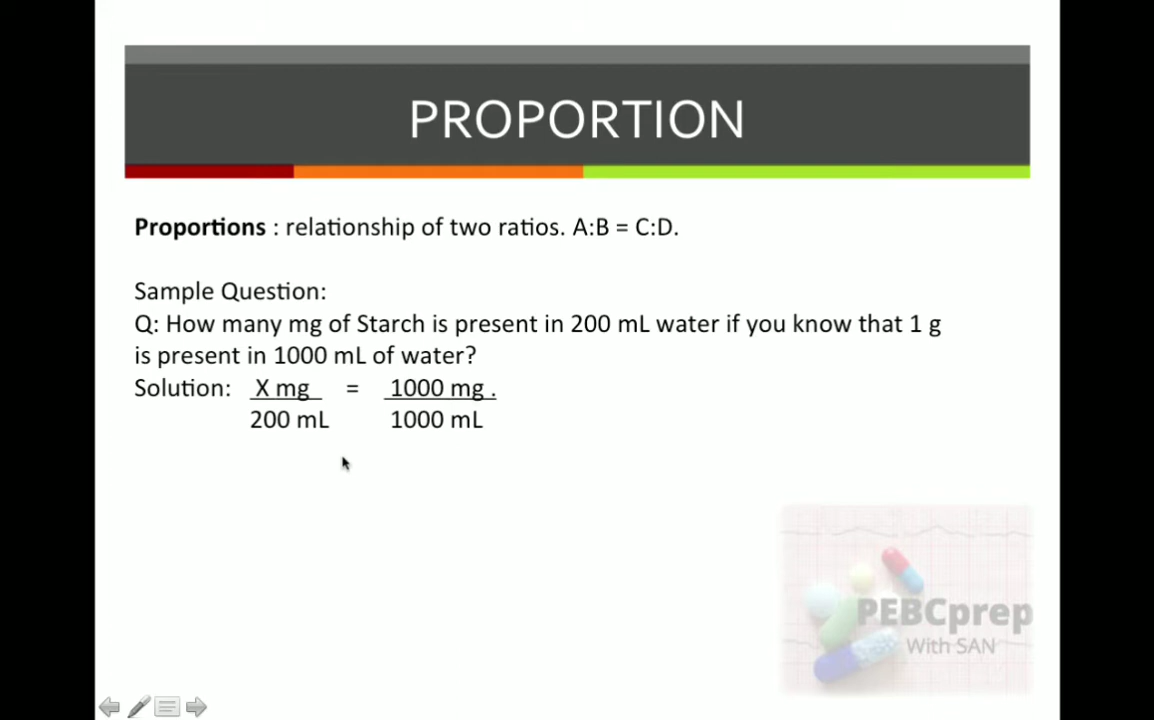 PROPORTION
Proportions : relationship of two ratios. A:B = C:D.
Sample Question:
Q: How many mg of Starch is present in 200 mL water if you know that 1 g
is present in 1000 mL of water?
Solution: X mg = 1000 mg .
200 mL 1000 mL
PEBCprep
With SAN